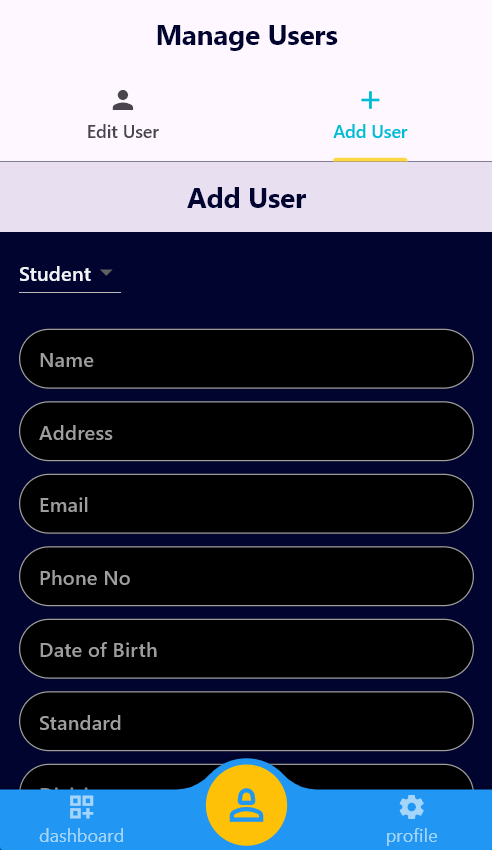 Manage Users
Edit User
Add User
Add User
Student
Name
Address
Email
Phone No
Date of Birth
Standard
dashboard
profile